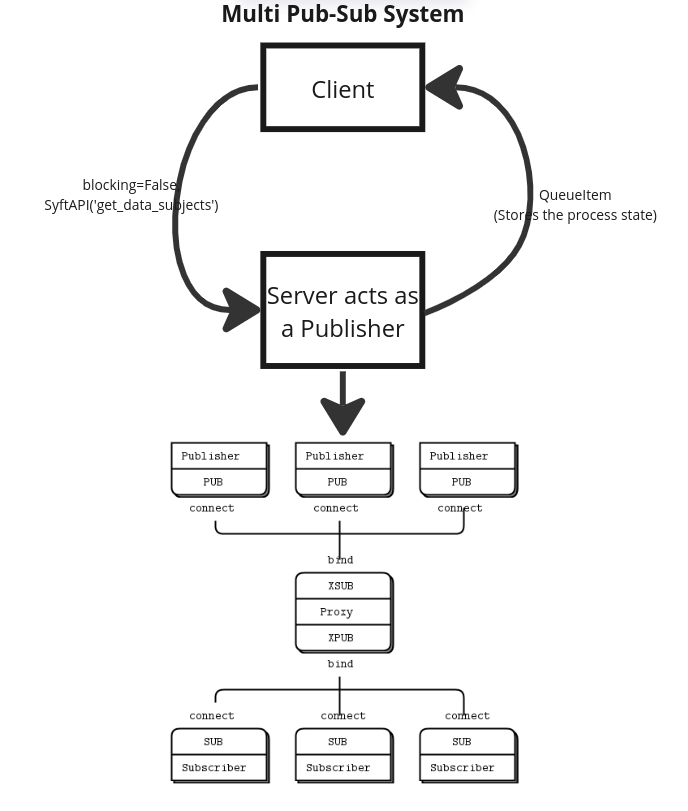 Multi Pub-Sub System
Client
blocking=False
SyftAPI('get_data_subjects')
QueueItem
(Stores the process state)
Server acts as
a Publisher
Publisher Publisher Publisher
PUB PUB PUB
connect connect connect
bind
XSUB
Proxy
XPUB
bind
connect connect connect
SUB SUB SUB
Subscriber Subscriber Subscriber